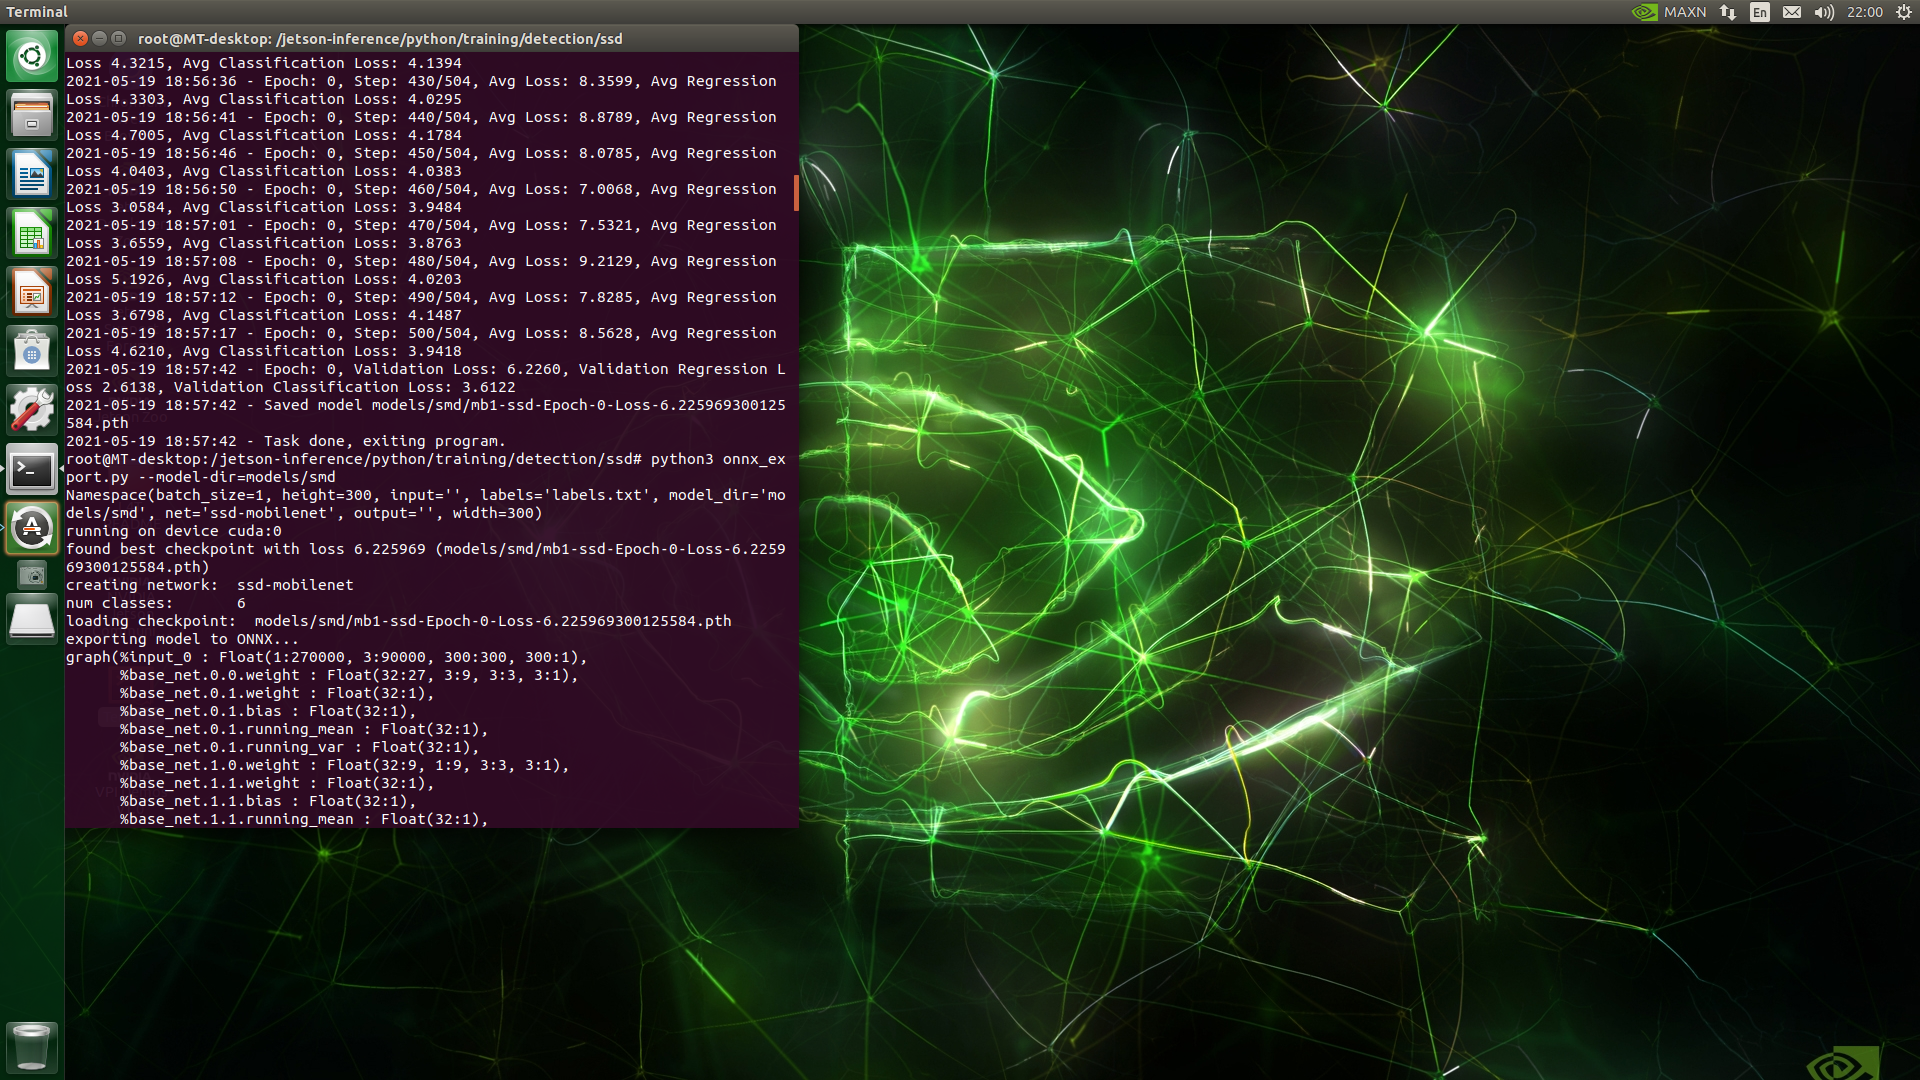 Terminal
MAXN
En
22:00
root@MT-desktop: /jetson-inference/python/training/detection/ssd
Loss 4.3215, Avg Classification Loss: 4.1394
2021-05-19 18:56:36 - Epoch: 0, Step: 430/504, Avg Loss: 8.3599, Avg Regression
Loss 4.3303, Avg Classification Loss: 4.0295
2021-05-19 18:56:41 - Epoch: 0, Step: 440/504, Avg Loss: 8.8789, Avg Regression
Loss 4.7005, Avg Classification Loss: 4.1784
2021-05-19 18:56:46 - Epoch: 0, Step: 450/504, Avg Loss: 8.0785, Avg Regression
Loss 4.0403, Avg Classification Loss: 4.0383
2021-05-19 18:56:50 - Epoch: 0, Step: 460/504, Avg Loss: 7.0068, Avg Regression
Loss 3.0584, Avg Classification Loss: 3.9484
2021-05-19 18:57:01 - Epoch: 0, Step: 470/504, Avg Loss: 7.5321, Avg Regression
Loss 3.6559, Avg Classification Loss: 3.8763
2021-05-19 18:57:08 - Epoch: 0, Step: 480/504, Avg Loss: 9.2129, Avg Regression
Loss 5.1926, Avg Classification Loss: 4.0203
2021-05-19 18:57:12 - Epoch: 0, Step: 490/504, Avg Loss: 7.8285, Avg Regression
Loss 3.6798, Avg Classification Loss: 4.1487
2021-05-19 18:57:17 - Epoch: 0, Step: 500/504, Avg Loss: 8.5628, Avg Regression
Loss 4.6210, Avg Classification Loss: 3.9418
2021-05-19 18:57:42 - Epoch: 0, Validation Loss: 6.2260, Validation Regression L
oss 2.6138, Validation Classification Loss: 3.6122
2021-05-19 18:57:42 - Saved model models/smd/mb1-ssd-Epoch-0-Loss-6.225969300125
584.pth
2021-05-19 18:57:42 - Task done, exiting program.
root@MT-desktop:/jetson-inference/python/training/detection/ssd# python3 onnx_ex
port.py --model-dir=models/smd
Namespace(batch_size=1, height=300, input='', labels='labels.txt', model_dir='mo
dels/smd', net='ssd-mobilenet', output='', width=300)
running on device cuda:0
found best checkpoint with loss 6.225969 (models/smd/mb1-ssd-Epoch-0-Loss-6.2259
69300125584.pth)
creating network:  ssd-mobilenet
num classes:       6
loading checkpoint:  models/smd/mb1-ssd-Epoch-0-Loss-6.225969300125584.pth
exporting model to ONNX...
graph(%input_0 : Float(1:270000, 3:90000, 300:300, 300:1),
      %base_net.0.0.weight : Float(32:27, 3:9, 3:3, 3:1),
      %base_net.0.1.weight : Float(32:1),
      %base_net.0.1.bias : Float(32:1),
      %base_net.0.1.running_mean : Float(32:1),
      %base_net.0.1.running_var : Float(32:1),
      %base_net.1.0.weight : Float(32:9, 1:9, 3:3, 3:1),
      %base_net.1.1.weight : Float(32:1),
      %base_net.1.1.bias : Float(32:1),
      %base_net.1.1.running_mean : Float(32:1),